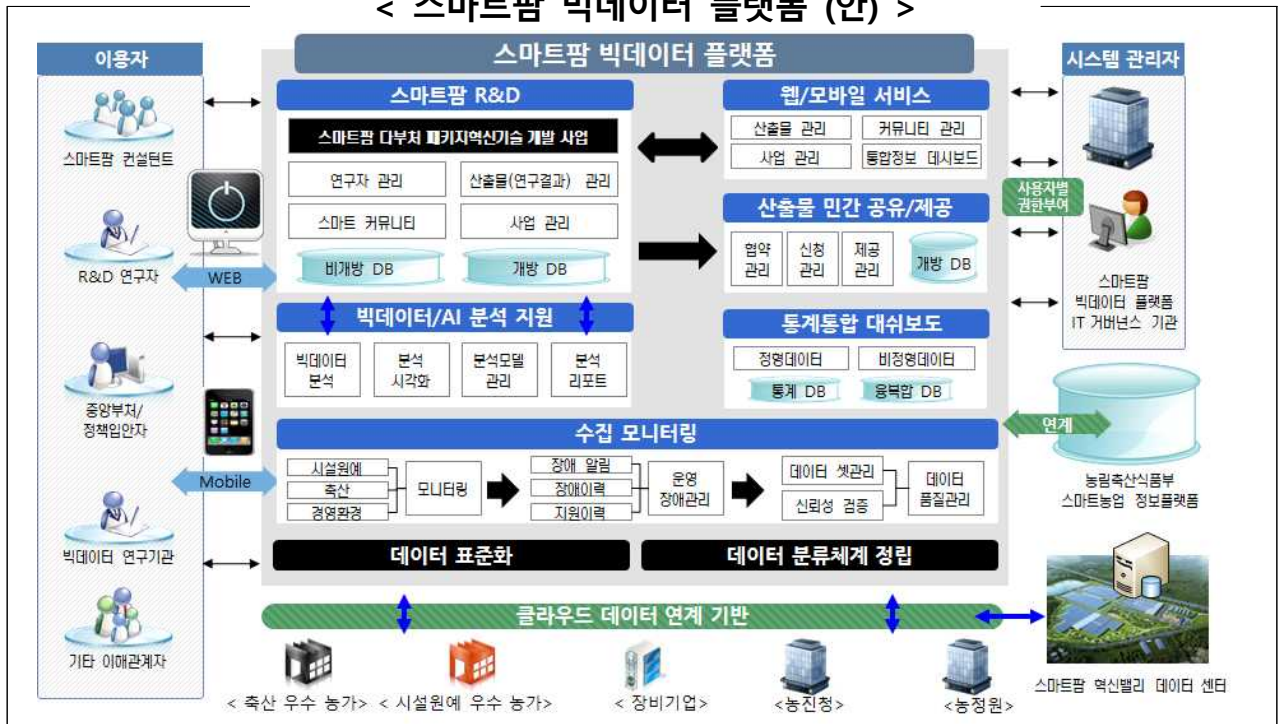 < 스마트팜 빅데이터 플랫폼 (안) >
이용자
스마트팜 컨설턴트
R&D 연구자
중앙부처/
정책입안자
빅데이터 연구기관
기타 이해관계자
WEB
Mobile
스마트팜 빅데이터 플랫폼
스마트팜 R&D
스마트팜 다부처 패키지혁신기술 개발 사업
연구자 관리
산출물(연구결과) 관리
스마트 커뮤니티
사업 관리
비개방 DB
개방 DB
빅데이터/AI 분석 지원
빅데이터
분석
분석
시각화
분석모델
관리
분석
리포트
웹/모바일 서비스
산출물 관리
커뮤니티 관리
사업 관리
통합정보 데시보드
산출물 민간 공유/제공
협약
관리
신청
관리
제공
관리
개방 DB
통계통합 대쉬보도
정형데이터
비정형데이터
통계 DB
융복합 DB
수집 모니터링
시설원예
축산
경영환경
모니터링
장애 알림
장애이력
지원이력
운영
장애관리
데이터 셋관리
신뢰성 검증
데이터
품질관리
데이터 표준화
데이터 분류체계 정립
클라우드 데이터 연계 기반
< 축산 우수 농가>
< 시설원예 우수 농가>
< 장비기업>
<농진청>
<농정원>
시스템 관리자
사용자별
권한부여
스마트팜
빅데이터 플랫폼
IT 거버넌스 기관
연계
농림축산식품부
스마트농업 정보플랫폼
스마트팜 혁신밸리 데이터 센터